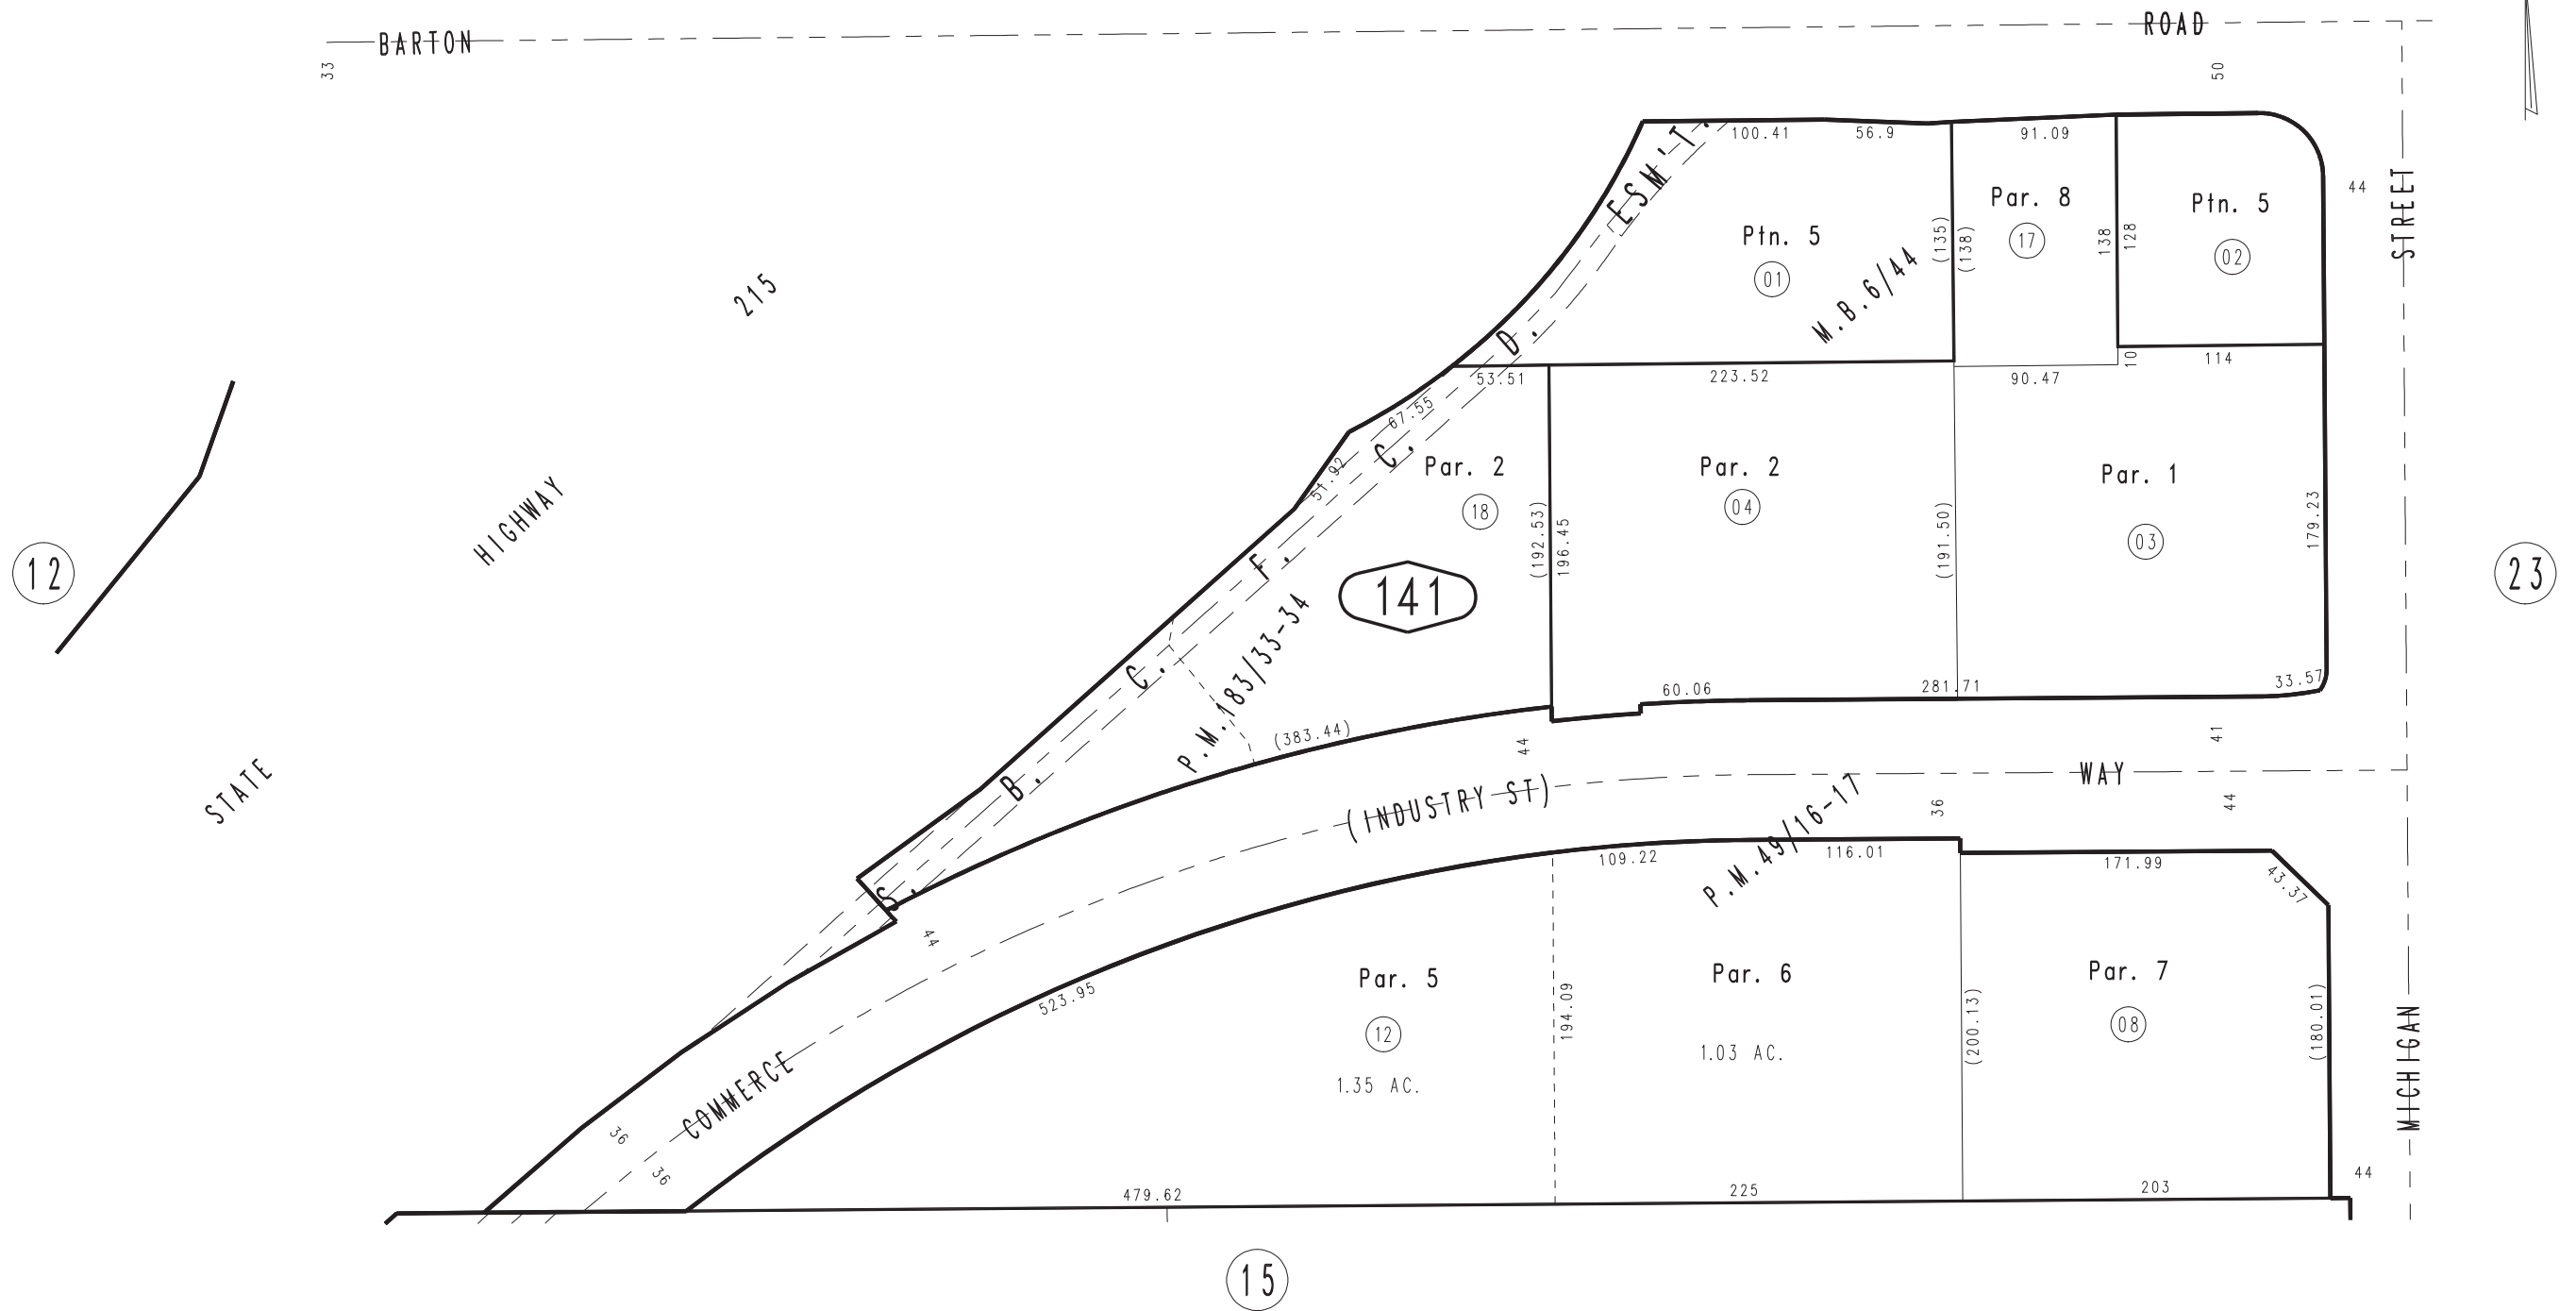 BARTON
ROAD
33
50
100.41
56.9
91.09
44
STREET
ESM'T.
Par. 8
17
Ptn. 5
02
Ptn. 5
01
(135)
(138)
138
128
M.B.6/44
215
D.
53.51
223.52
90.47
10
114
67.55
C.
51.92
Par. 2
18
Par. 2
04
Par. 1
03
179.23
(192.53)
196.45
(191.50)
HIGHWAY
12
23
F.
141
P.M.183/33-34
C.
60.06
281.71
33.57
(383.44)
44
41
STATE
B.
WAY
(INDUSTRY ST)
36
44
P.M.49/16-17
109.22
116.01
171.99
43.37
S.
44
Par. 5
12
1.35 AC.
523.95
194.09
Par. 6
1.03 AC.
(200.13)
Par. 7
08
(180.01)
MICHIGAN
COMMERCE
36
36
44
479.62
225
203
15